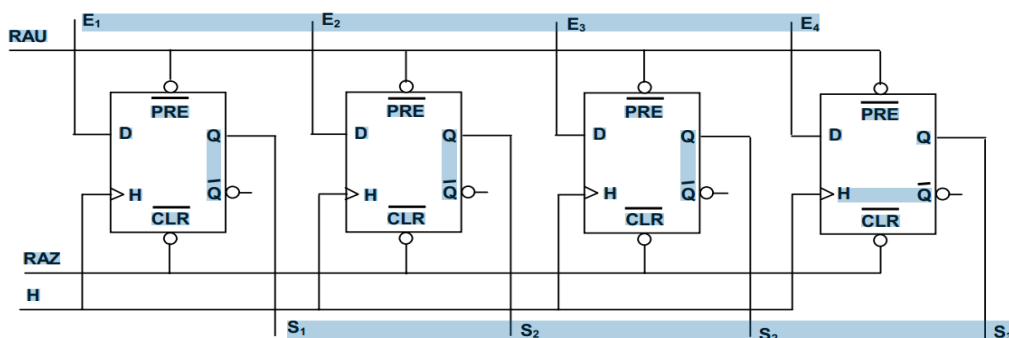 E1 E2 E3 E4
RAU
PRE PRE PRE PRE
D Q D Q D Q D Q
H Q H Q H Q H Q
CLR CLR CLR CLR
RAZ
H
S1 S2